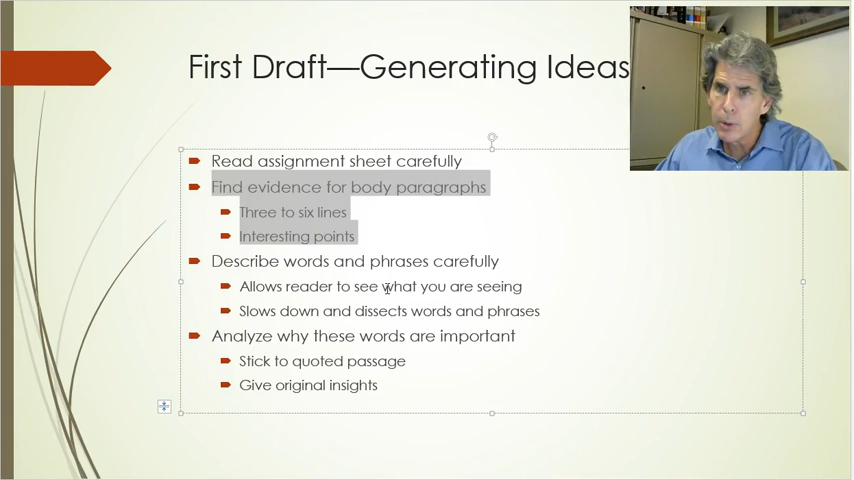 First Draft—Generating Ideas
Read assignment sheet carefully
Find evidence for body paragraphs
Three to six lines
Interesting points
Describe words and phrases carefully
Allows reader to see what you are seeing
Slows down and dissects words and phrases
Analyze why these words are important
Stick to quoted passage
Give original insights